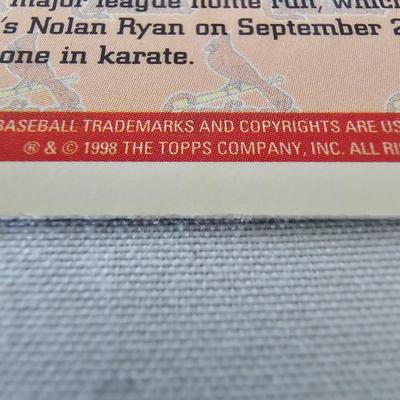 major league home run, which
's Nolan Ryan on September 2
one in karate.
BASEBALL TRADEMARKS AND COPYRIGHTS ARE US
® & © 1998 THE TOPPS COMPANY, INC. ALL RI